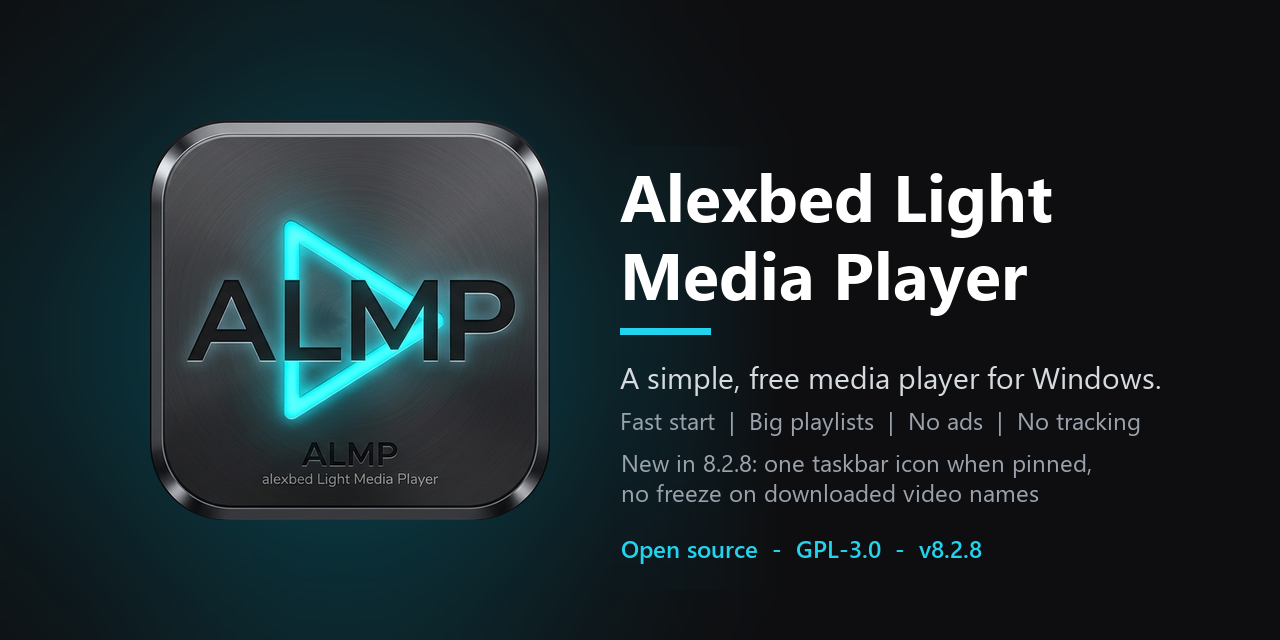 ALMP
ALMP
alexbed Light Media Player
Alexbed Light
Media Player
A simple, free media player for Windows.
Fast start | Big playlists | No ads | No tracking
New in 8.2.8: one taskbar icon when pinned,
no freeze on downloaded video names
Open source - GPL-3.0 - v8.2.8